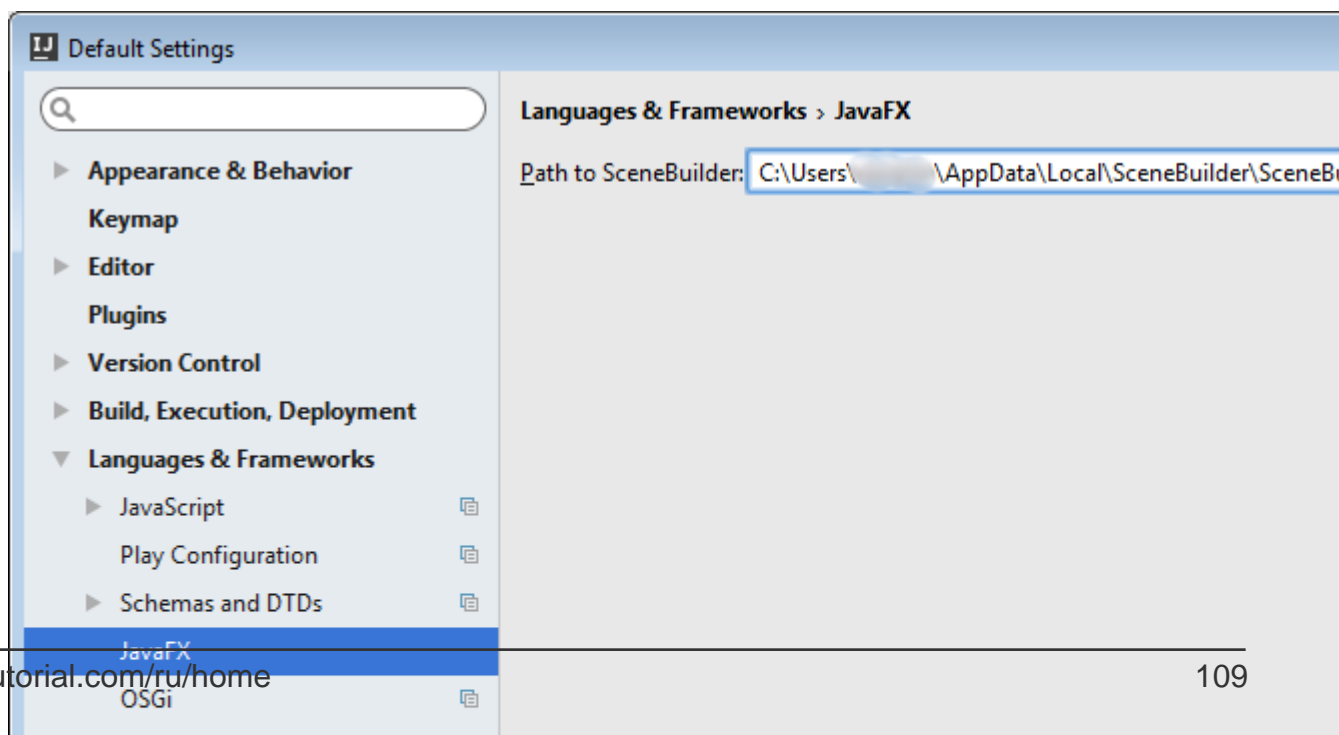 IJ Default Settings
Languages & Frameworks › JavaFX
Path to SceneBuilder: C:\Users\ \AppData\Local\SceneBuilder\SceneBu
Appearance & Behavior
Keymap
Editor
Plugins
Version Control
Build, Execution, Deployment
Languages & Frameworks
JavaScript
Play Configuration
Schemas and DTDs
JavaFX
utorial.com/ru/home 109
OSGi